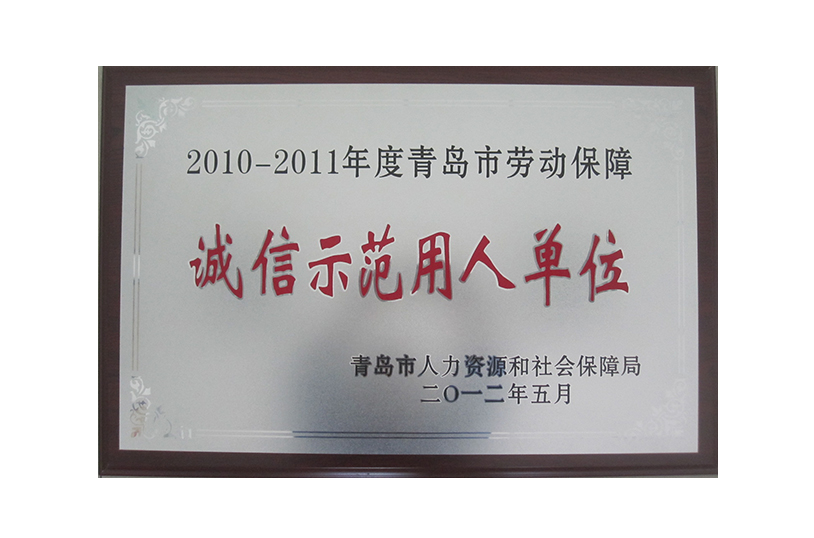 2010-2011年度青岛市劳动保障
诚信示范用人单位
青岛市人力资源和社会保障局
二〇一二年五月